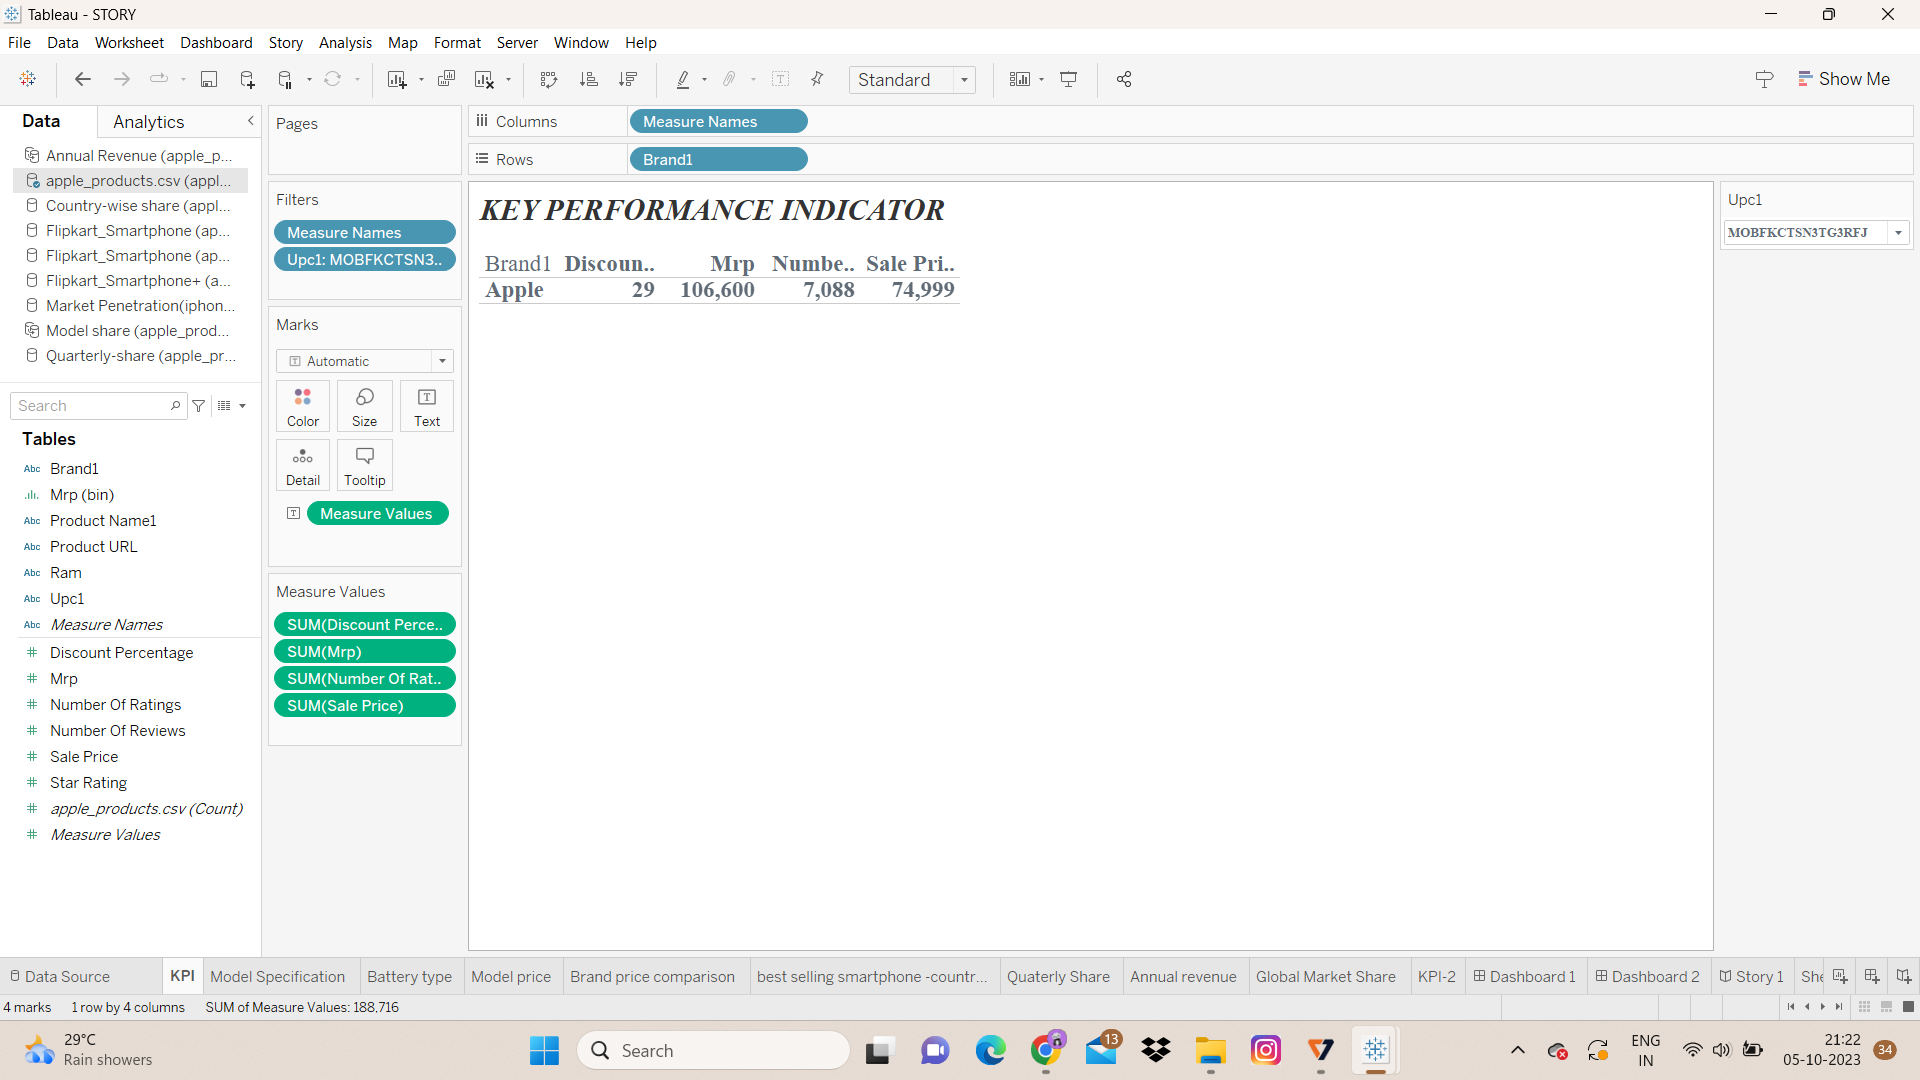 Tableau - STORY
File Data Worksheet Dashboard Story Analysis Map Format Server Window Help
Standard
Show Me
Data Analytics
Annual Revenue (apple_p...
apple_products.csv (appl...
Country-wise share (appl...
Flipkart_Smartphone (ap...
Flipkart_Smartphone (ap...
Flipkart_Smartphone+ (a...
Market Penetration(iphon...
Model share (apple_prod...
Quarterly-share (apple_pr...
Search
Tables
Abc Brand1
Mrp (bin)
Abc Product Name1
Abc Product URL
Abc Ram
Abc Upc1
Abc Measure Names
# Discount Percentage
# Mrp
# Number Of Ratings
# Number Of Reviews
# Sale Price
# Star Rating
# apple_products.csv (Count)
# Measure Values
Pages
Filters
Measure Names
Upc1: MOBFKCTSN3..
Marks
T Automatic
Color Size T Text
Detail Tooltip
T Measure Values
Measure Values
SUM(Discount Perce..
SUM(Mrp)
SUM(Number Of Rat..
SUM(Sale Price)
Columns Measure Names
Rows Brand1
KEY PERFORMANCE INDICATOR
Brand1 Discoun.. Mrp Numbe.. Sale Pri..
Apple 29 106,600 7,088 74,999
Upc1
MOBFKCTSN3TG3RFJ
Data Source KPI Model Specification Battery type Model price Brand price comparison best selling smartphone -countr... Quaterly Share Annual revenue Global Market Share KPI-2 Dashboard 1 Dashboard 2 Story 1 She
4 marks 1 row by 4 columns SUM of Measure Values: 188,716
29°C
Rain showers
Search
13
ENG
IN
21:22
05-10-2023
34